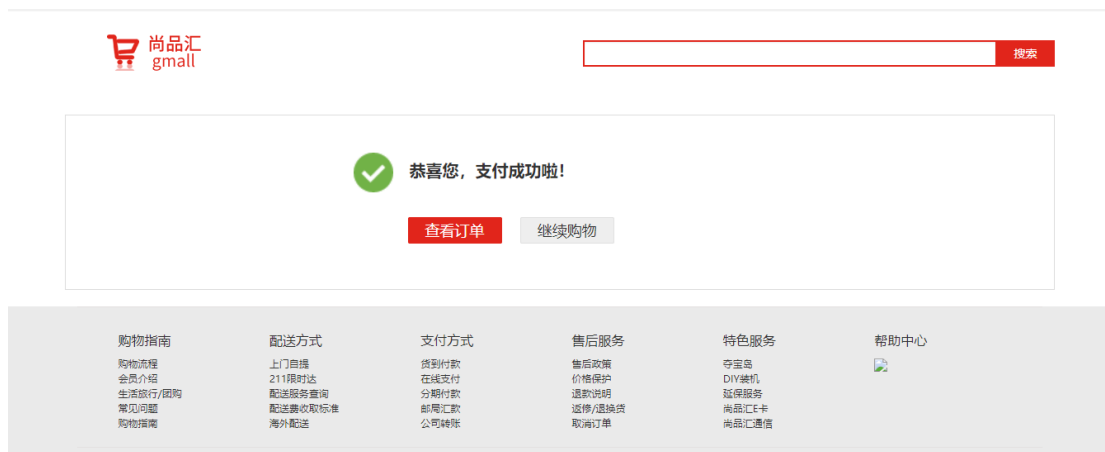 尚品汇
gmall
搜索
恭喜您，支付成功啦！
查看订单
继续购物
购物指南
购物流程
会员介绍
生活旅行/团购
常见问题
购物指南
配送方式
上门自提
211限时达
配送服务查询
配送费收取标准
海外配送
支付方式
货到付款
在线支付
分期付款
邮局汇款
公司转账
售后服务
售后政策
价格保护
退款说明
返修/退换货
取消订单
特色服务
夺宝岛
DIY装机
延保服务
尚品汇E卡
尚品汇通信
帮助中心